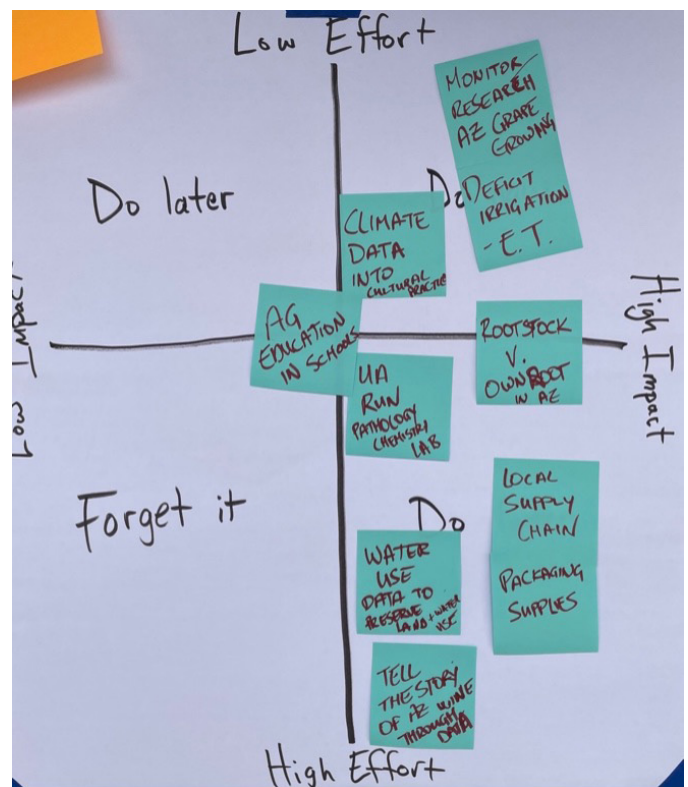 Low Effort
MONITOR
RESEARCH
AZ GRAPE
GROWING
Do later
Do
DEFICIT
IRRIGATION
- E.T.
CLIMATE
DATA
INTO
CULTURAL
PRACTICE
Low Impact
High Impact
AG
EDUCATION
IN SCHOOLS
ROOTSTOCK
V.
OWN ROOT
IN AZ
UA
RUN
PATHOLOGY
CHEMISTRY
LAB
Forget it
Do
LOCAL
SUPPLY
CHAIN
PACKAGING
SUPPLIES
WATER
USE
DATA TO
PRESERVE
LAND + WATER
USE
TELL
THE STORY
OF AZ WINE
THROUGH
DATA
High Effort